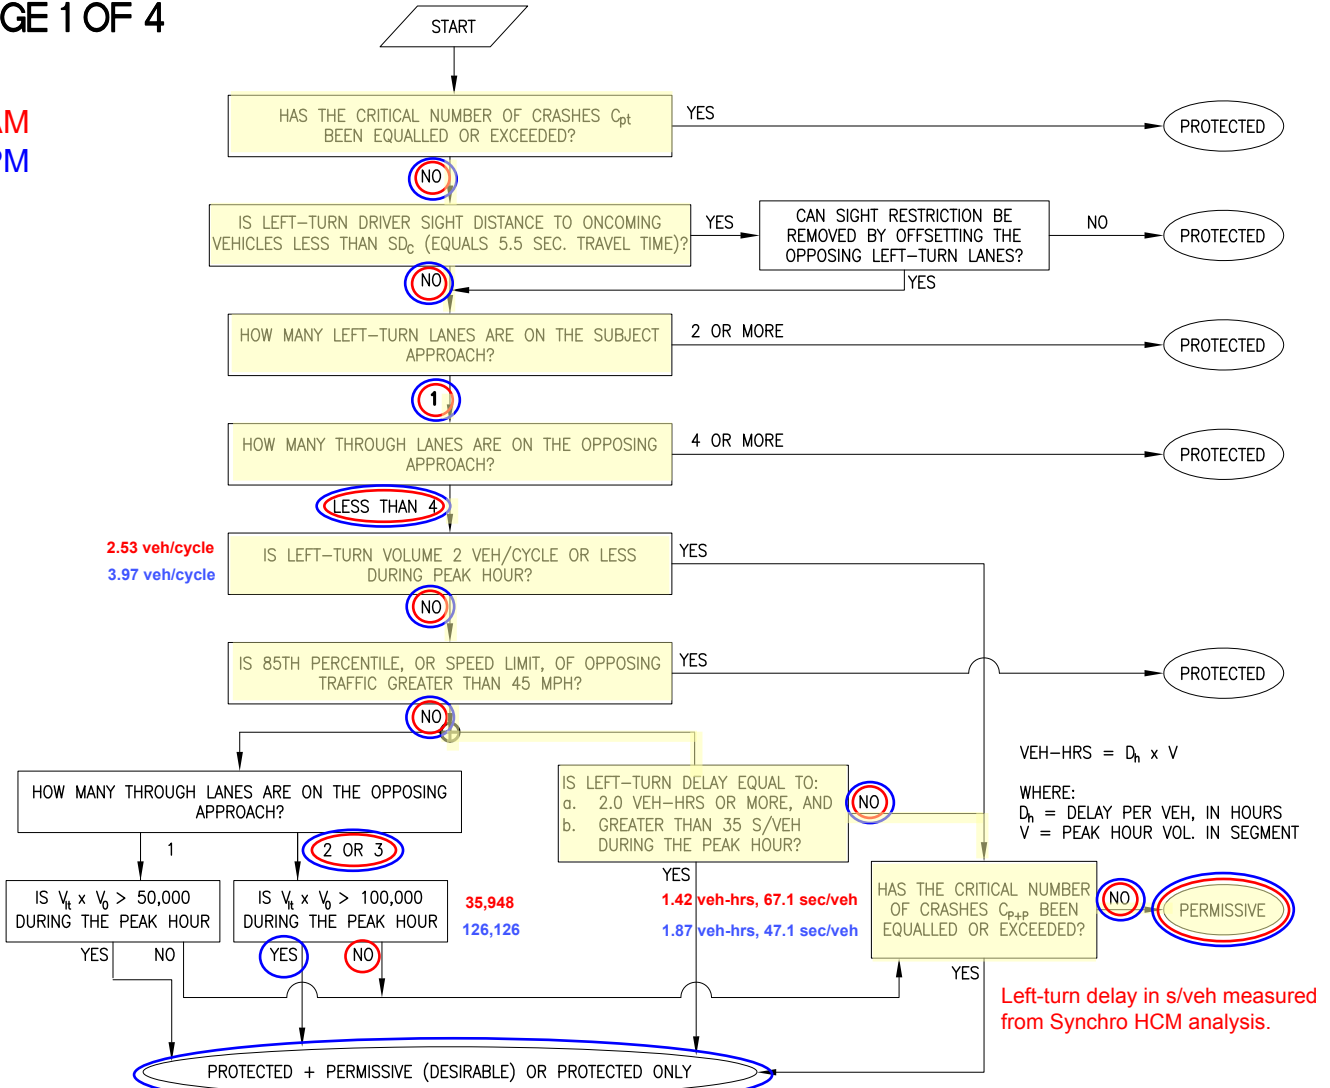 GE 1 OF 4
AM
PM
START
HAS THE CRITICAL NUMBER OF CRASHES Cpt
BEEN EQUALLED OR EXCEEDED?
YES
PROTECTED
NO
IS LEFT-TURN DRIVER SIGHT DISTANCE TO ONCOMING
VEHICLES LESS THAN SDC (EQUALS 5.5 SEC. TRAVEL TIME)?
YES
CAN SIGHT RESTRICTION BE
REMOVED BY OFFSETTING THE
OPPOSING LEFT-TURN LANES?
NO
PROTECTED
NO
YES
HOW MANY LEFT-TURN LANES ARE ON THE SUBJECT
APPROACH?
2 OR MORE
PROTECTED
1
HOW MANY THROUGH LANES ARE ON THE OPPOSING
APPROACH?
4 OR MORE
PROTECTED
LESS THAN 4
2.53 veh/cycle
3.97 veh/cycle
IS LEFT-TURN VOLUME 2 VEH/CYCLE OR LESS
DURING PEAK HOUR?
YES
NO
IS 85TH PERCENTILE, OR SPEED LIMIT, OF OPPOSING
TRAFFIC GREATER THAN 45 MPH?
YES
PROTECTED
NO
HOW MANY THROUGH LANES ARE ON THE OPPOSING
APPROACH?
IS LEFT-TURN DELAY EQUAL TO:
a. 2.0 VEH-HRS OR MORE, AND
b. GREATER THAN 35 S/VEH
DURING THE PEAK HOUR?
NO
VEH-HRS = Dh x V
WHERE:
Dh = DELAY PER VEH, IN HOURS
V = PEAK HOUR VOL. IN SEGMENT
1
2 OR 3
IS Vlt x Vo > 50,000
DURING THE PEAK HOUR
IS Vlt x Vo > 100,000
DURING THE PEAK HOUR
35,948
126,126
YES
1.42 veh-hrs, 67.1 sec/veh
1.87 veh-hrs, 47.1 sec/veh
HAS THE CRITICAL NUMBER
OF CRASHES CP+P BEEN
EQUALLED OR EXCEEDED?
NO
PERMISSIVE
YES
NO
YES
NO
YES
Left-turn delay in s/veh measured
from Synchro HCM analysis.
PROTECTED + PERMISSIVE (DESIRABLE) OR PROTECTED ONLY